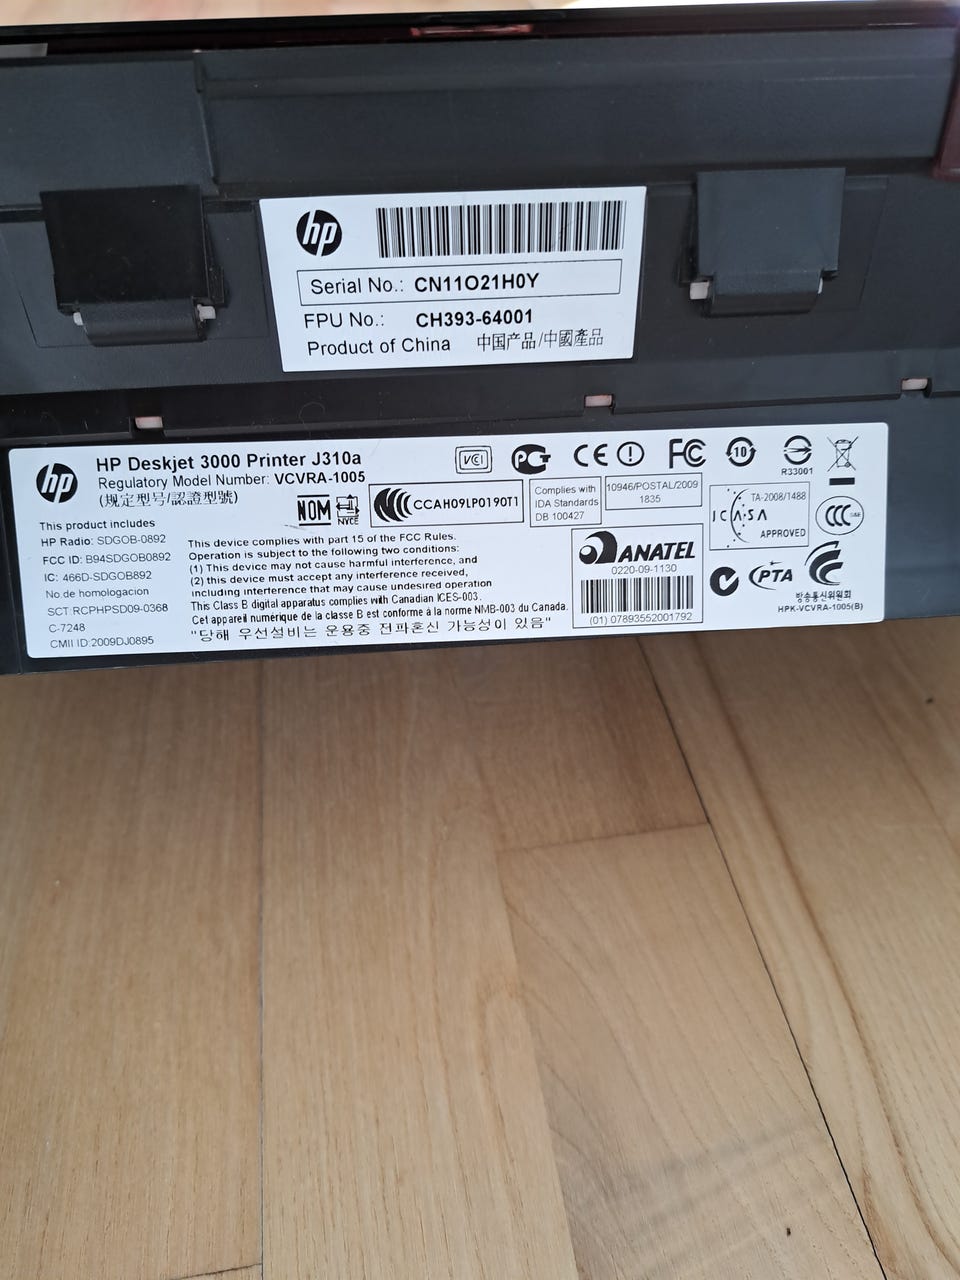 hp
Serial No.: CN11O21H0Y
FPU No.: CH393-64001
Product of China 中国产品/中國產品
hp
HP Deskjet 3000 Printer J310a
Regulatory Model Number: VCVRA-1005
(规定型号/認證型號)
This product includes
HP Radio: SDGOB-0892
FCC ID: B94SDGOB0892
IC: 466D-SDGOB892
No de homologacion
SCT:RCPHPSD09-0368
C-7248
CMII ID:2009DJ0895
NOM
NYCE
CCAH09LP0190T1
VCI
CE
FC
10
R33001
Complies with
IDA Standards
DB 100427
10946/POSTAL/2009
1835
TA-2008/1488
ICASA
APPROVED
CCC
S&E
This device complies with part 15 of the FCC Rules.
Operation is subject to the following two conditions:
(1) This device may not cause harmful interference, and
(2) this device must accept any interference received,
including interference that may cause undesired operation
This Class B digital apparatus complies with Canadian ICES-003.
Cet appareil numérique de la classe B est conforme à la norme NMB-003 du Canada.
"당해 무선설비는 운용중 전파혼신 가능성이 있음"
ANATEL
0220-09-1130
(01) 07893552001792
PTA
방송통신위원회
HPK-VCVRA-1005(B)